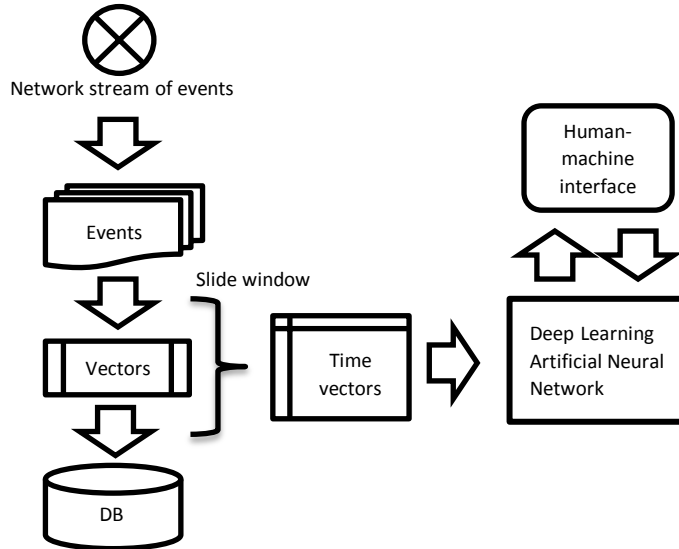 Network stream of events
Events
Slide window
Vectors
DB
Time
vectors
Human-
machine
interface
Deep Learning
Artificial Neural
Network